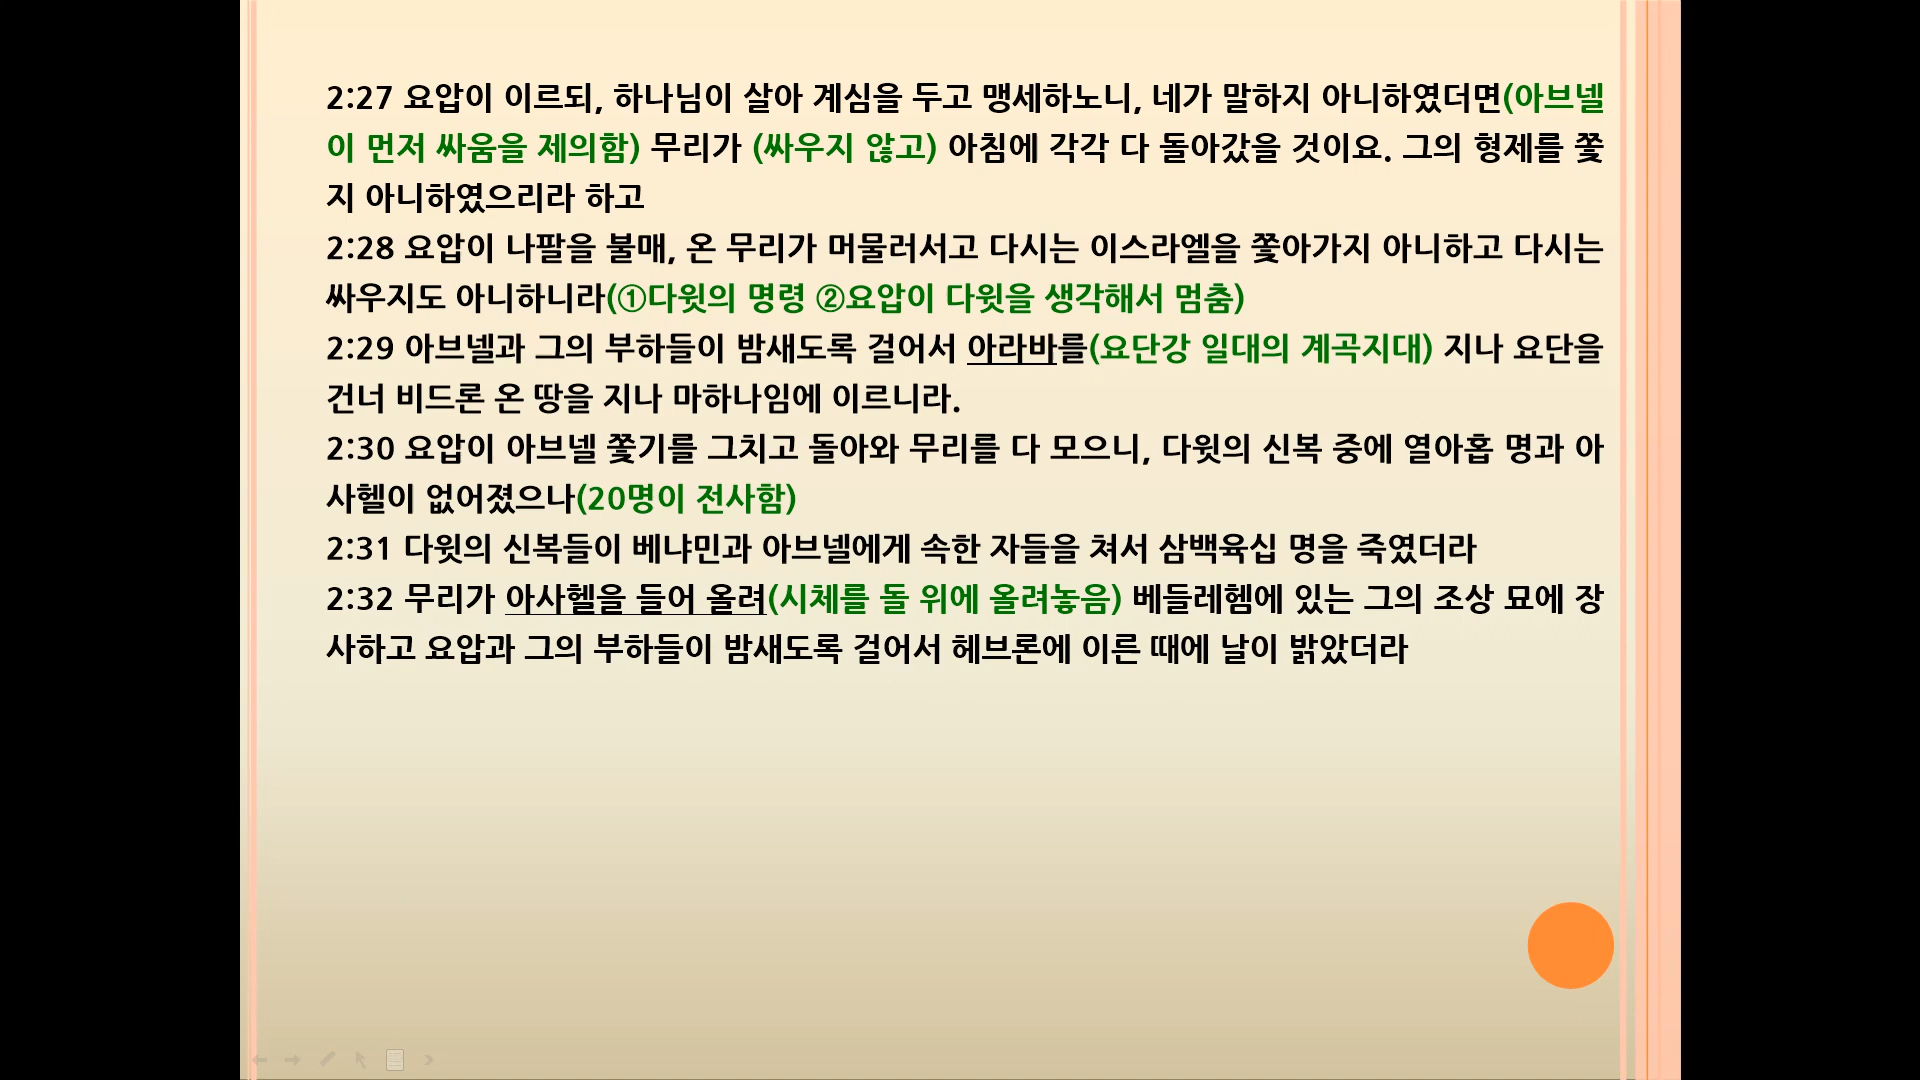 2:27 요압이 이르되, 하나님이 살아 계심을 두고 맹세하노니, 네가 말하지 아니하였더면(아브넬
이 먼저 싸움을 제의함) 무리가 (싸우지 않고) 아침에 각각 다 돌아갔을 것이요. 그의 형제를 쫓
지 아니하였으리라 하고
2:28 요압이 나팔을 불매, 온 무리가 머물러서고 다시는 이스라엘을 쫓아가지 아니하고 다시는
싸우지도 아니하니라(①다윗의 명령 ②요압이 다윗을 생각해서 멈춤)
2:29 아브넬과 그의 부하들이 밤새도록 걸어서 아라바를(요단강 일대의 계곡지대) 지나 요단을
건너 비드론 온 땅을 지나 마하나임에 이르니라.
2:30 요압이 아브넬 쫓기를 그치고 돌아와 무리를 다 모으니, 다윗의 신복 중에 열아홉 명과 아
사헬이 없어졌으나(20명이 전사함)
2:31 다윗의 신복들이 베냐민과 아브넬에게 속한 자들을 쳐서 삼백육십 명을 죽였더라
2:32 무리가 아사헬을 들어 올려(시체를 돌 위에 올려놓음) 베들레헴에 있는 그의 조상 묘에 장
사하고 요압과 그의 부하들이 밤새도록 걸어서 헤브론에 이른 때에 날이 밝았더라